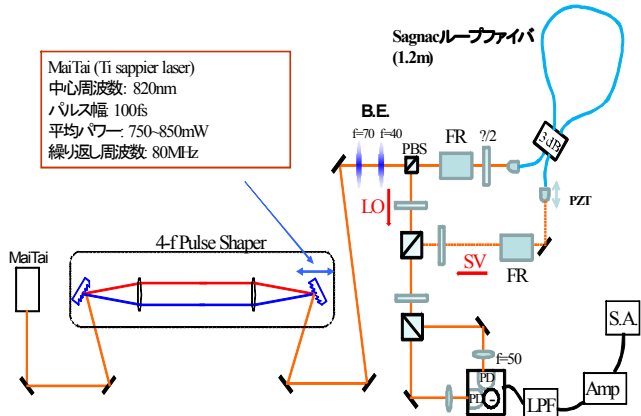 Sagnacループファイバ
(1.2m)
MaiTai (Ti sappier laser)
中心周波数: 820nm
パルス幅: 100fs
平均パワー: 750~850mW
繰り返し周波数: 80MHz
B.E.
f=70 f=40
PBS
FR
?/2
3dB
PZT
LO
4-f Pulse Shaper
MaiTai
SV
FR
S.A.
f=50
PD
PD
-
LPF
Amp